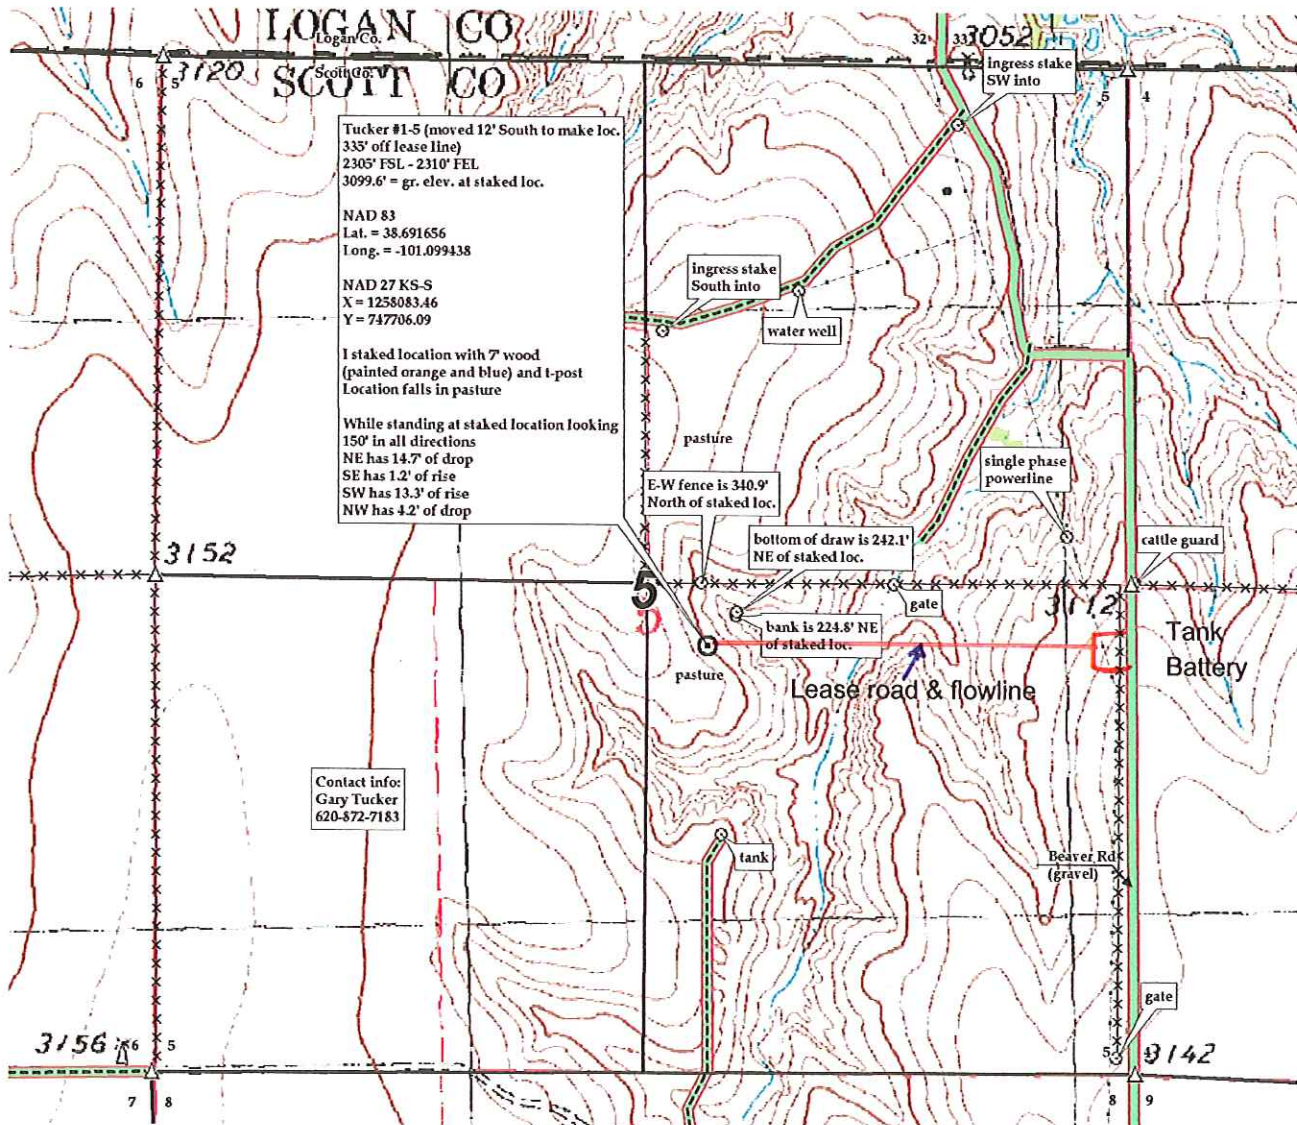 LOGAN CO
Logan Co.
Scott Co.
SCOTT CO
3120
6 5
32 33
3052
5 4
ingress stake
SW into
Tucker #1-5 (moved 12' South to make loc.
335' off lease line)
2305' FSL - 2310' FEL
3099.6' = gr. elev. at staked loc.
NAD 83
Lat. = 38.691656
Long. = -101.099438
NAD 27 KS-S
X = 1258083.46
Y = 747706.09
I staked location with 7' wood
(painted orange and blue) and t-post
Location falls in pasture
While standing at staked location looking
150' in all directions
NE has 14.7' of drop
SE has 1.2' of rise
SW has 13.3' of rise
NW has 4.2' of drop
ingress stake
South into
water well
pasture
single phase
powerline
E-W fence is 340.9'
North of staked loc.
bottom of draw is 242.1'
NE of staked loc.
cattle guard
3152
5
gate
3112
bank is 224.8' NE
of staked loc.
Tank
Battery
pasture
Lease road & flowline
Contact info:
Gary Tucker
620-872-7183
tank
Beaver Rd
(gravel)
gate
3156
6 5
5
3142
7 8
8 9